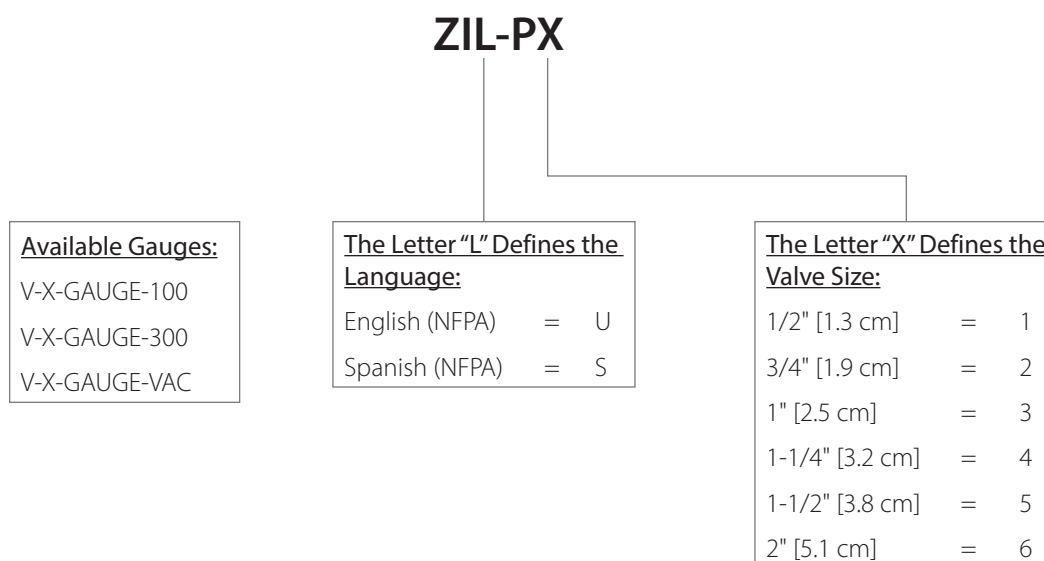 ZIL-PX
Available Gauges:
V-X-GAUGE-100
V-X-GAUGE-300
V-X-GAUGE-VAC
The Letter “L” Defines the
Language:
English (NFPA) = U
Spanish (NFPA) = S
The Letter “X” Defines the
Valve Size:
1/2" [1.3 cm] = 1
3/4" [1.9 cm] = 2
1" [2.5 cm] = 3
1-1/4" [3.2 cm] = 4
1-1/2" [3.8 cm] = 5
2" [5.1 cm] = 6